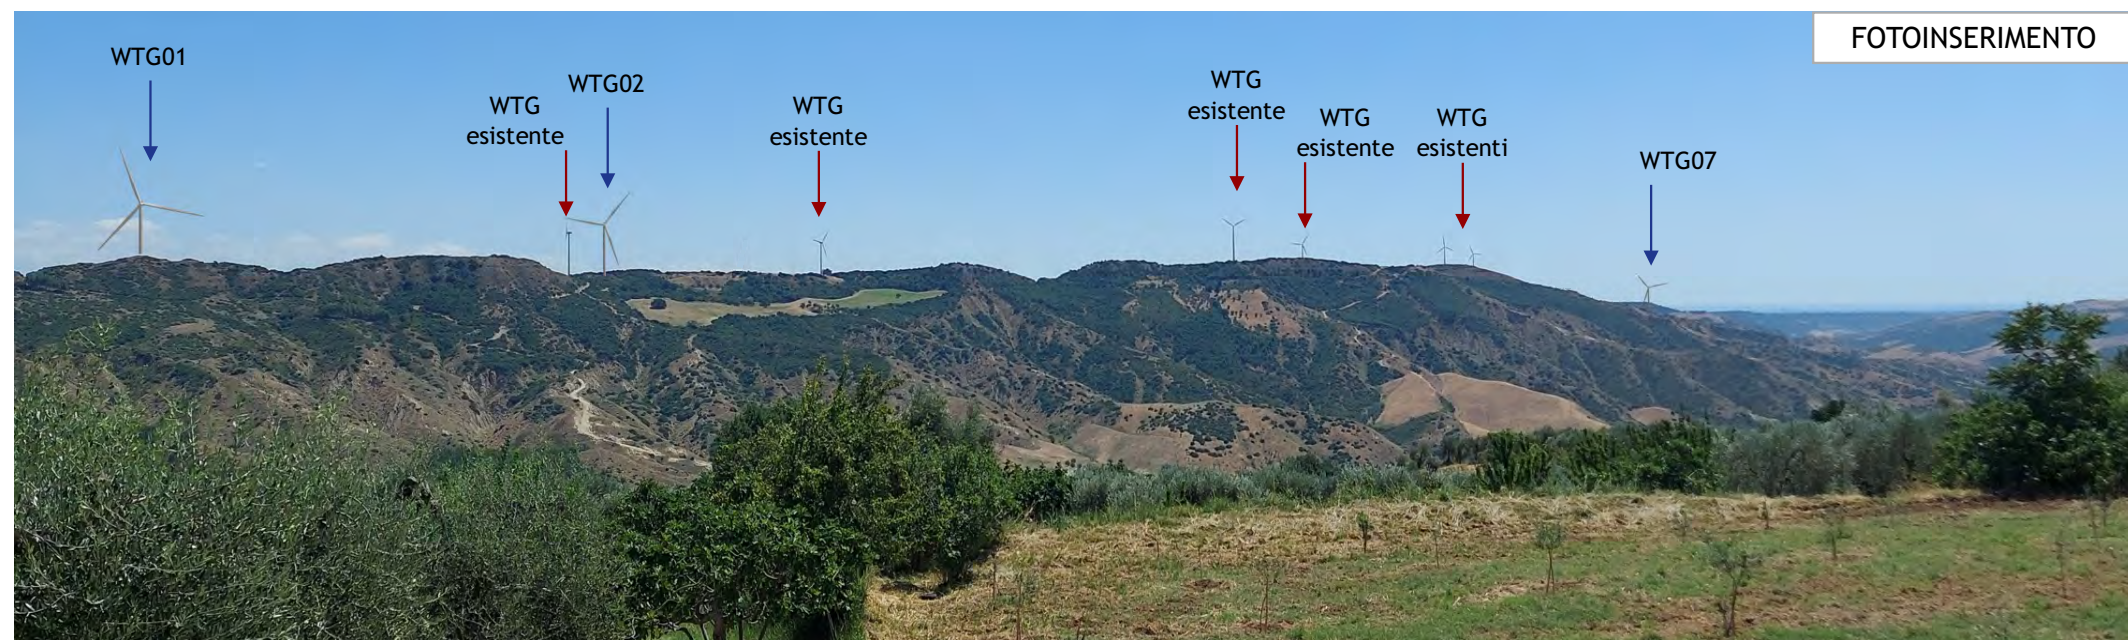 FOTOINSERIMENTO
WTG01
WTG
esistente
WTG02
WTG
esistente
WTG
esistente
WTG
esistente
WTG
esistenti
WTG07